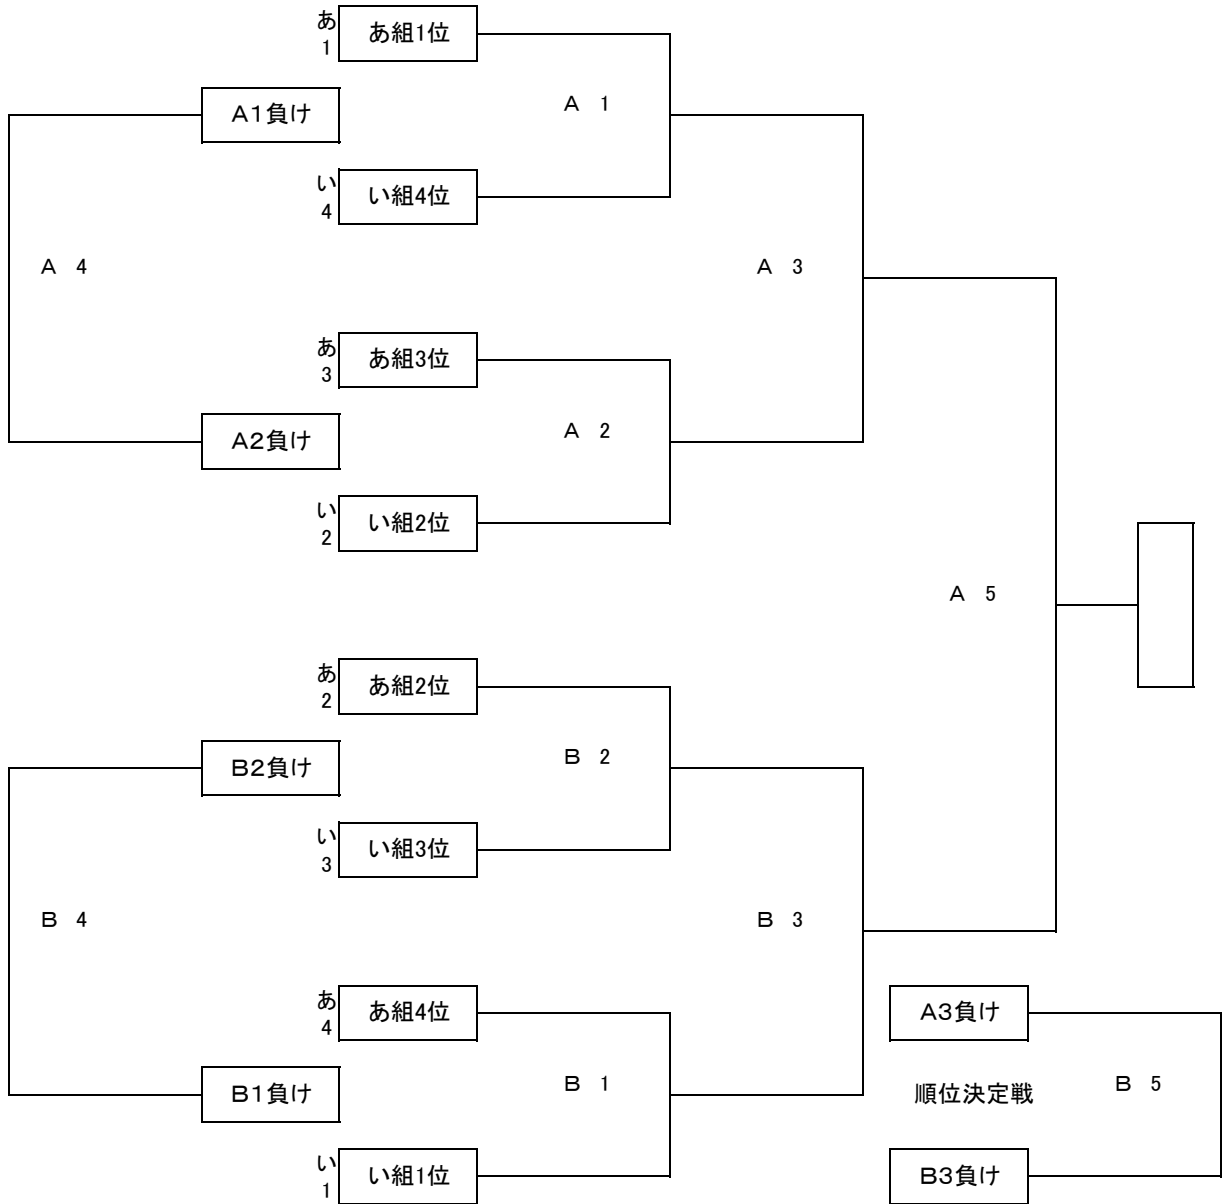 あ
1
あ組1位
A1負け
A 1
い
4
い組4位
A 4
A 3
あ
3
あ組3位
A2負け
A 2
い
2
い組2位
A 5
あ
2
あ組2位
B2負け
B 2
い
3
い組3位
B 4
B 3
あ
4
あ組4位
A3負け
B1負け
B 1
順位決定戦
B 5
い
1
い組1位
B3負け